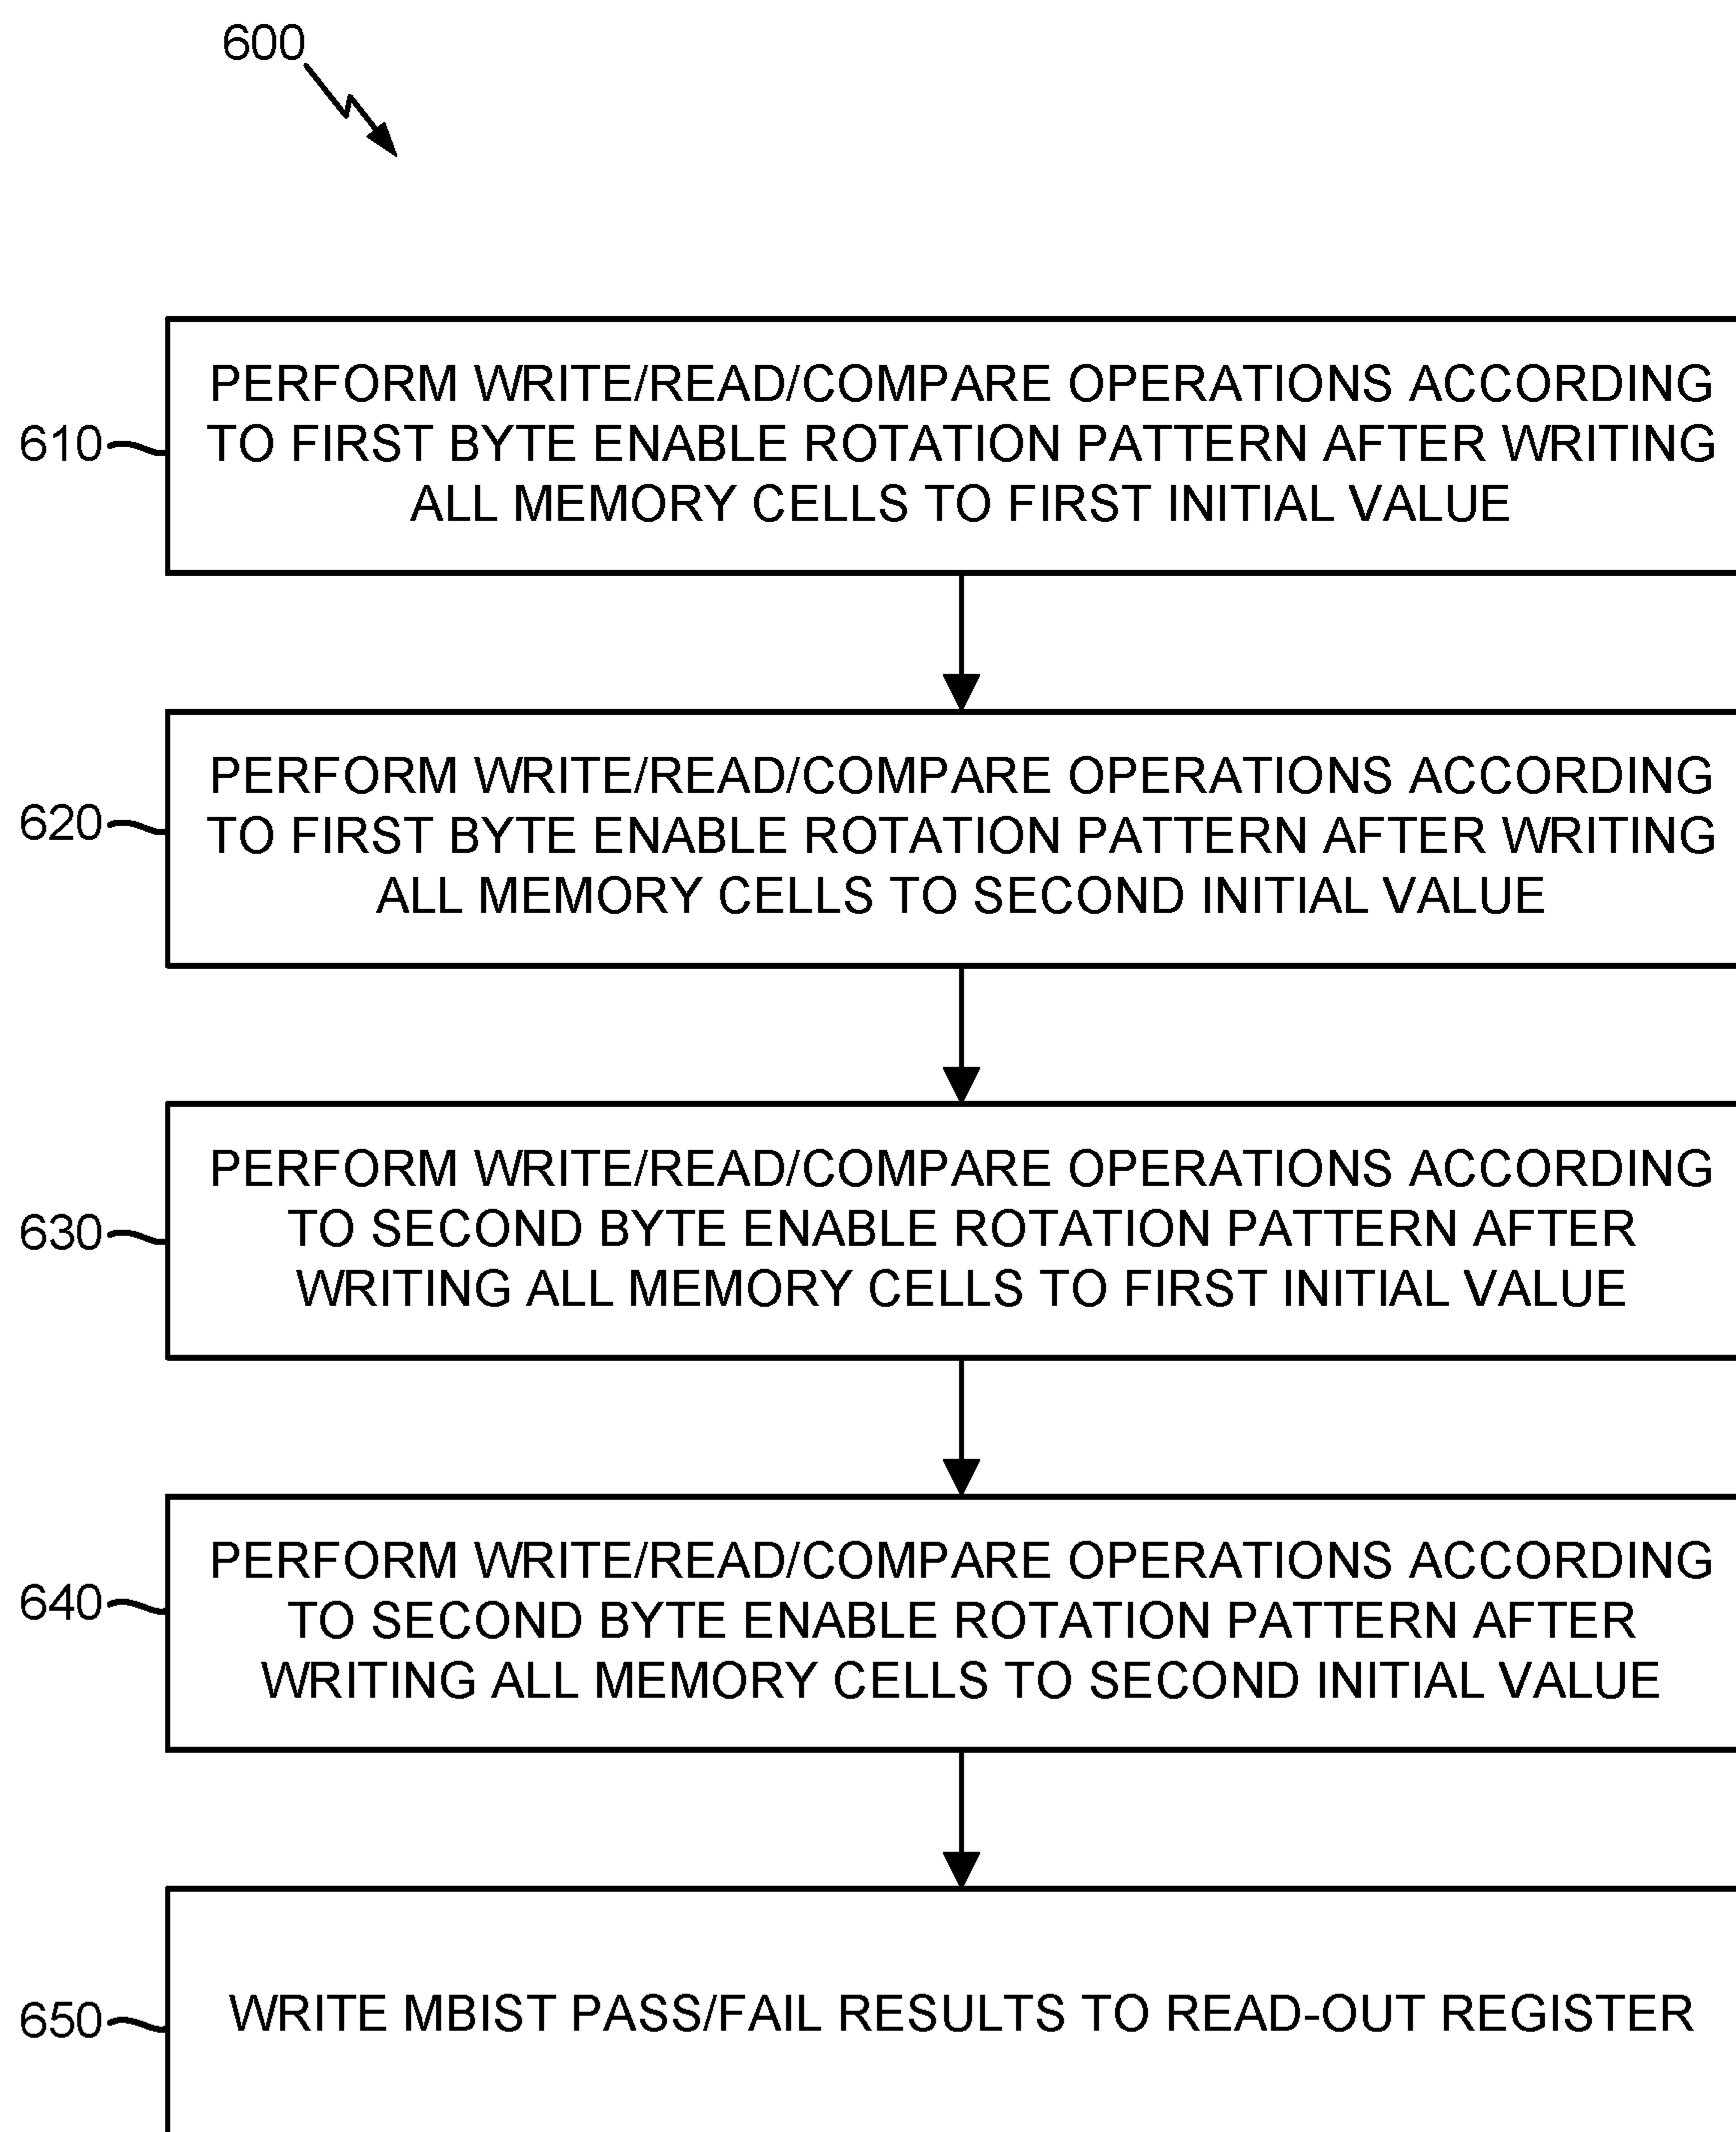 600
610
PERFORM WRITE/READ/COMPARE OPERATIONS ACCORDING
TO FIRST BYTE ENABLE ROTATION PATTERN AFTER WRITING
ALL MEMORY CELLS TO FIRST INITIAL VALUE
620
PERFORM WRITE/READ/COMPARE OPERATIONS ACCORDING
TO FIRST BYTE ENABLE ROTATION PATTERN AFTER WRITING
ALL MEMORY CELLS TO SECOND INITIAL VALUE
630
PERFORM WRITE/READ/COMPARE OPERATIONS ACCORDING
TO SECOND BYTE ENABLE ROTATION PATTERN AFTER
WRITING ALL MEMORY CELLS TO FIRST INITIAL VALUE
640
PERFORM WRITE/READ/COMPARE OPERATIONS ACCORDING
TO SECOND BYTE ENABLE ROTATION PATTERN AFTER
WRITING ALL MEMORY CELLS TO SECOND INITIAL VALUE
650
WRITE MBIST PASS/FAIL RESULTS TO READ-OUT REGISTER